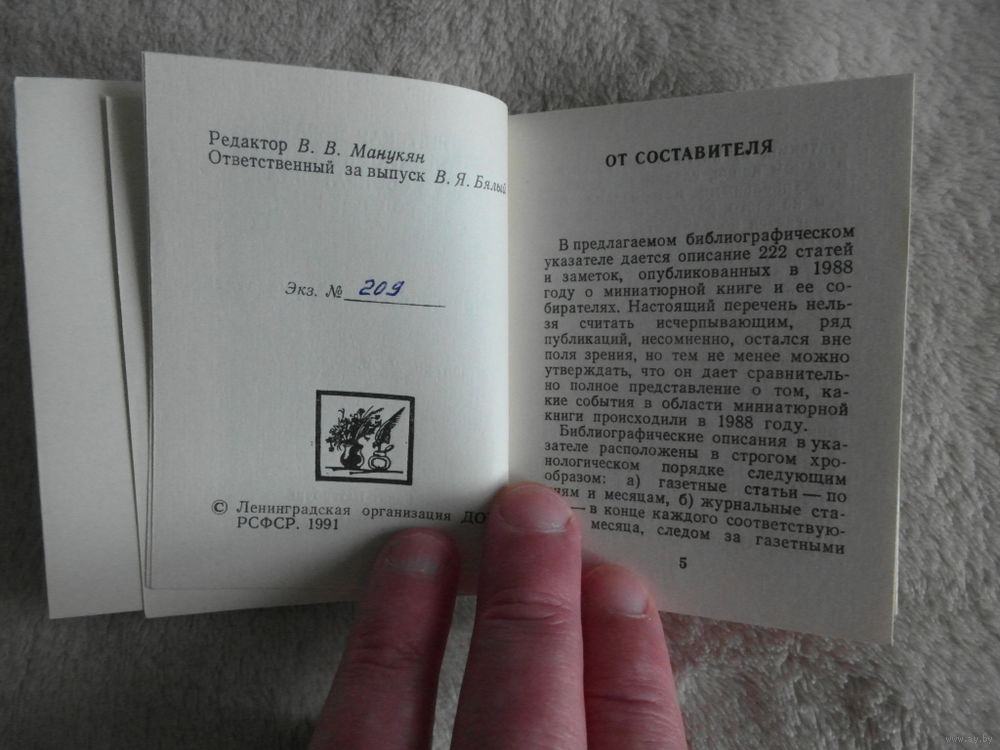 Редактор В. В. Манукян
Ответственный за выпуск В. Я. Бялый
Экз. № 209
© Ленинградская организация
РСФСР. 1991
ОТ СОСТАВИТЕЛЯ
В предлагаемом библиографическом
указателе дается описание 222 статей
и заметок, опубликованных в 1988
году о миниатюрной книге и ее со-
бирателях. Настоящий перечень нель-
зя считать исчерпывающим, ряд
публикаций, несомненно, остался вне
поля зрения, но тем не менее можно
утверждать, что он дает сравнитель-
но полное представление о том, ка-
кие события в области миниатюрной
книги происходили в 1988 году.
Библиографические описания в ука-
зателе расположены в строгом хро-
нологическом порядке следующим
образом: а) газетные статьи — по
и месяцам, б) журнальные ста-
— в конце каждого соответствую-
месяца, следом за газетными
5
www.ay.by